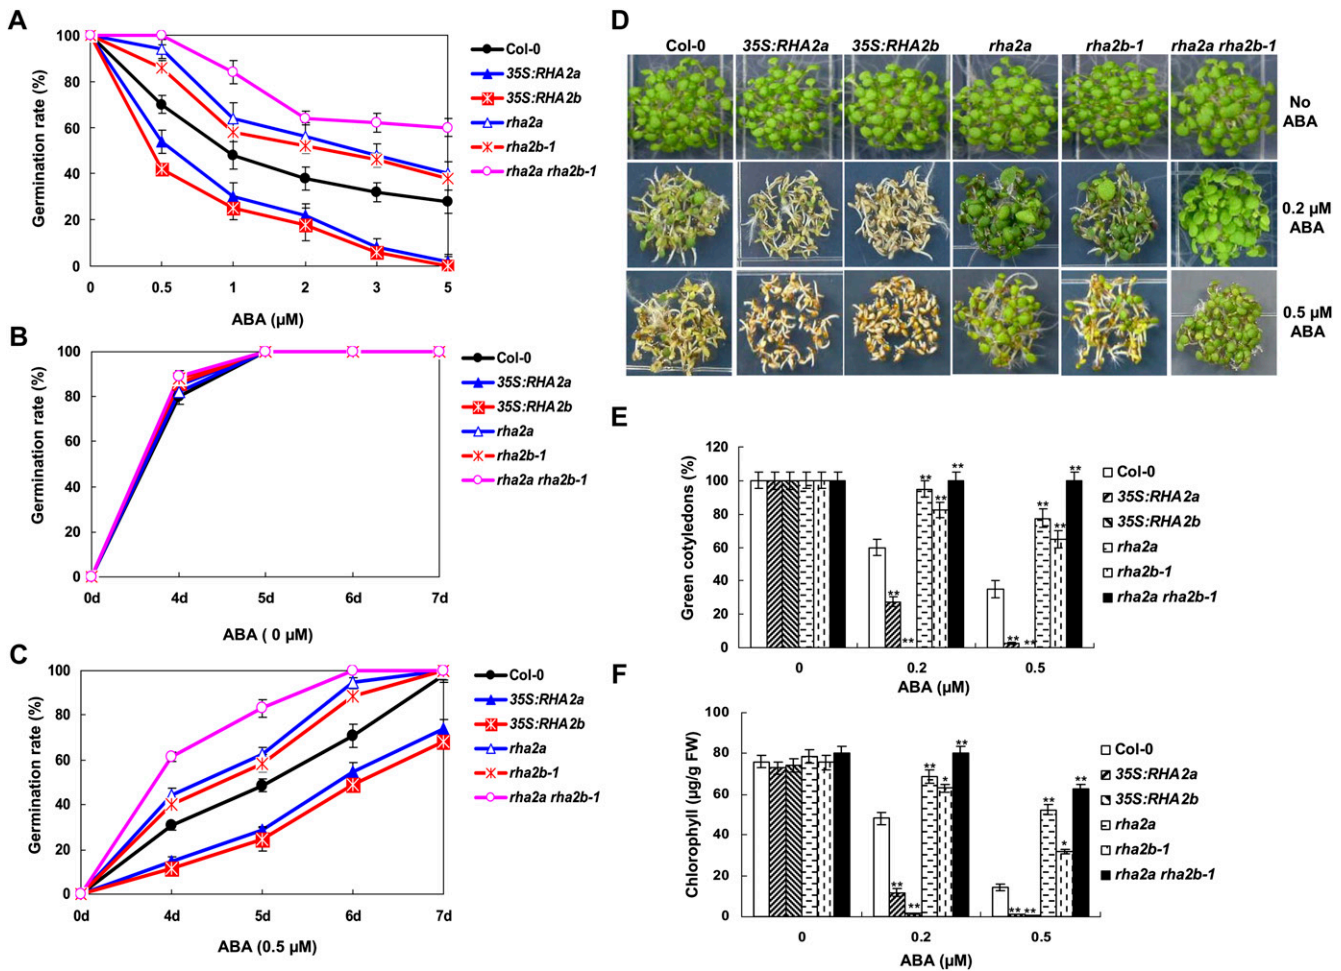 A
Germination rate (%)
100
80
60
40
20
0
0 0.5 1 2 3 5
ABA (µM)
Col-0
35S:RHA2a
35S:RHA2b
rha2a
rha2b-1
rha2a rha2b-1
B
Germination rate (%)
100
80
60
40
20
0
0d 4d 5d 6d 7d
ABA ( 0 µM)
Col-0
35S:RHA2a
35S:RHA2b
rha2a
rha2b-1
rha2a rha2b-1
C
Germination rate (%)
100
80
60
40
20
0
0d 4d 5d 6d 7d
ABA (0.5 µM)
Col-0
35S:RHA2a
35S:RHA2b
rha2a
rha2b-1
rha2a rha2b-1
D
Col-0 35S:RHA2a 35S:RHA2b rha2a rha2b-1 rha2a rha2b-1
No
ABA
0.2 µM
ABA
0.5 µM
ABA
E
Green cotyledons (%)
120
100
80
60
40
20
0
** ** ** ** **
** ** ** ** **
0 0.2 0.5
ABA (µM)
Col-0
35S:RHA2a
35S:RHA2b
rha2a
rha2b-1
rha2a rha2b-1
F
Chlorophyll (µg/g FW)
100
80
60
40
20
0
** ** ** * **
** ** ** * **
0 0.2 0.5
ABA (µM)
Col-0
35S:RHA2a
35S:RHA2b
rha2a
rha2b-1
rha2a rha2b-1